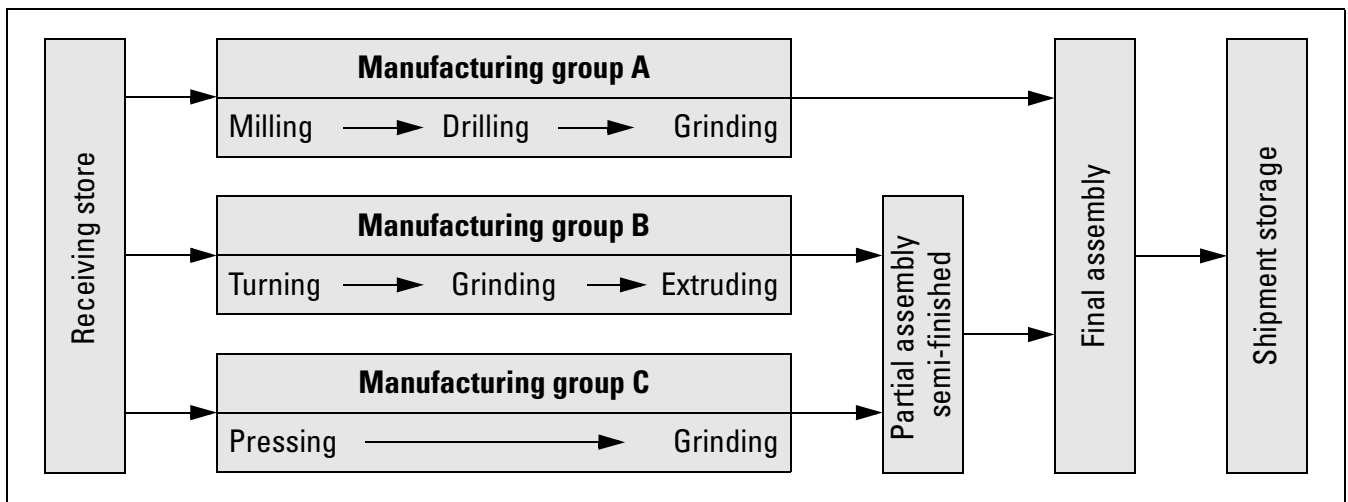 Receiving store
Manufacturing group A
Milling Drilling Grinding
Manufacturing group B
Turning Grinding Extruding
Manufacturing group C
Pressing Grinding
Partial assembly
semi-finished
Final assembly
Shipment storage